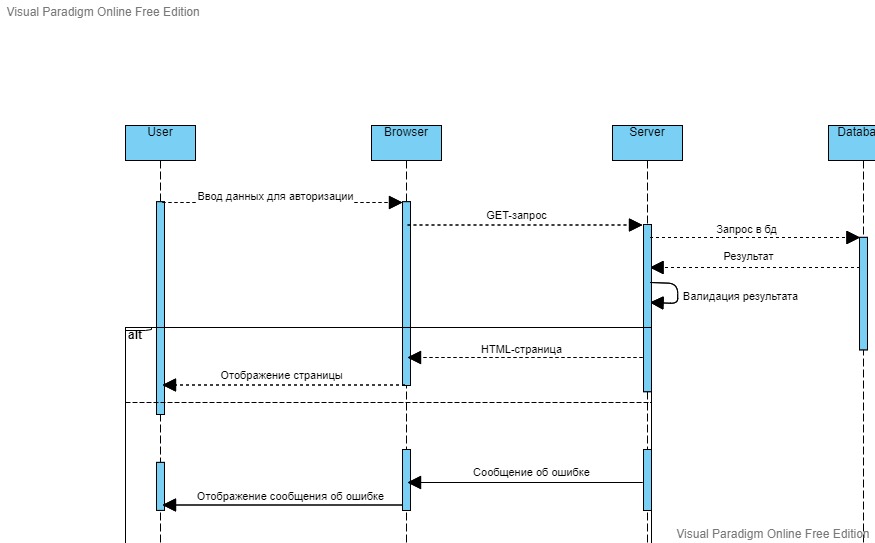 Visual Paradigm Online Free Edition
User
Browser
Server
Databa
Ввод данных для авторизации
GET-запрос
Запрос в бд
Результат
Валидация результата
alt
HTML-страница
Отображение страницы
Сообщение об ошибке
Отображение сообщения об ошибке
Visual Paradigm Online Free Edition